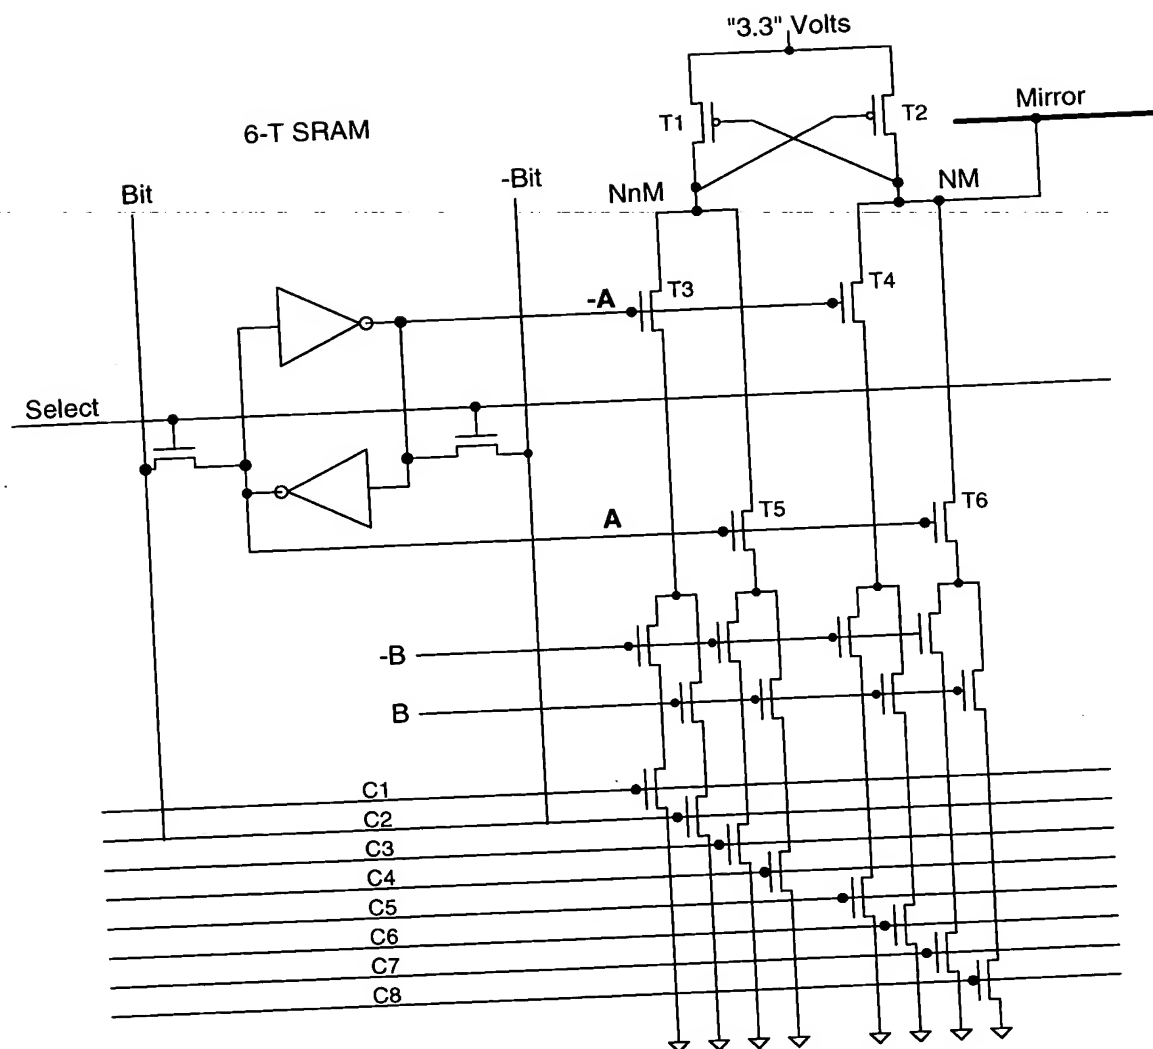 "3.3" Volts
T1
T2
Mirror
6-T SRAM
Bit
-Bit
NnM
NM
-A
T3
T4
Select
A
T5
T6
-B
B
C1
C2
C3
C4
C5
C6
C7
C8